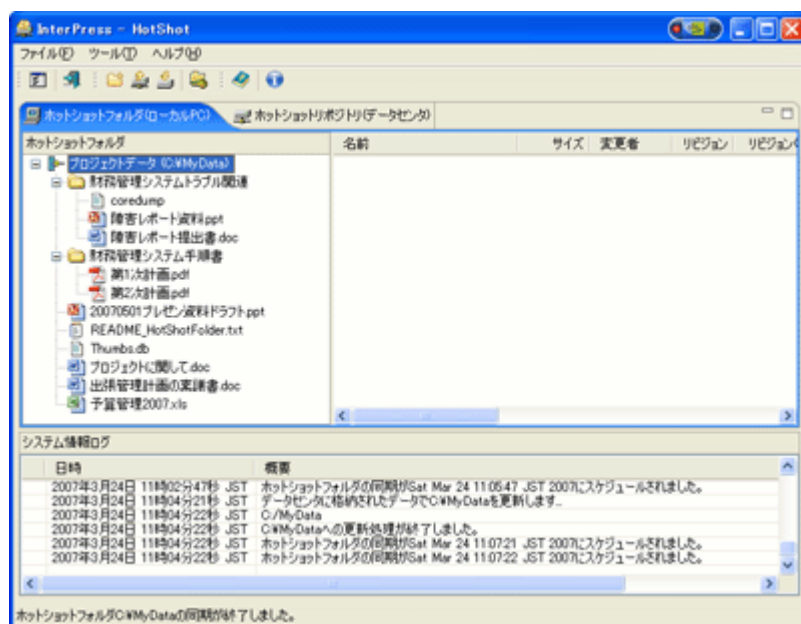 InterPress - HotShot
ファイル(F) ツール(T) ヘルプ(H)
ホットショットフォルダ(ローカルPC) ホットショットリポジトリ(データセンタ)
ホットショットフォルダ 名前 サイズ 変更者 リビジョン リビジョン
プロジェクトデータ (C:¥MyData)
財務管理システムトラブル関連
coredump
障害レポート資料.ppt
障害レポート提出書.doc
財務管理システム手順書
第1次計画.pdf
第2次計画.pdf
20070501プレゼン資料ドラフト.ppt
README_HotShotFolder.txt
Thumbs.db
プロジェクトに関して.doc
出張管理計画の稟議書.doc
予算管理2007.xls
システム情報ログ
日時 概要
2007年3月24日 11時02分47秒 JST ホットショットフォルダの同期がSat Mar 24 11:05:47 JST 2007にスケジュールされました。
2007年3月24日 11時04分21秒 JST データセンタに格納されたデータでC:¥MyDataを更新します...
2007年3月24日 11時04分22秒 JST C:/MyData
2007年3月24日 11時04分22秒 JST C:¥MyDataへの更新処理が終了しました。
2007年3月24日 11時04分22秒 JST ホットショットフォルダの同期がSat Mar 24 11:07:21 JST 2007にスケジュールされました。
2007年3月24日 11時04分22秒 JST ホットショットフォルダの同期がSat Mar 24 11:07:22 JST 2007にスケジュールされました。
ホットショットフォルダC:¥MyDataの同期が終了しました。